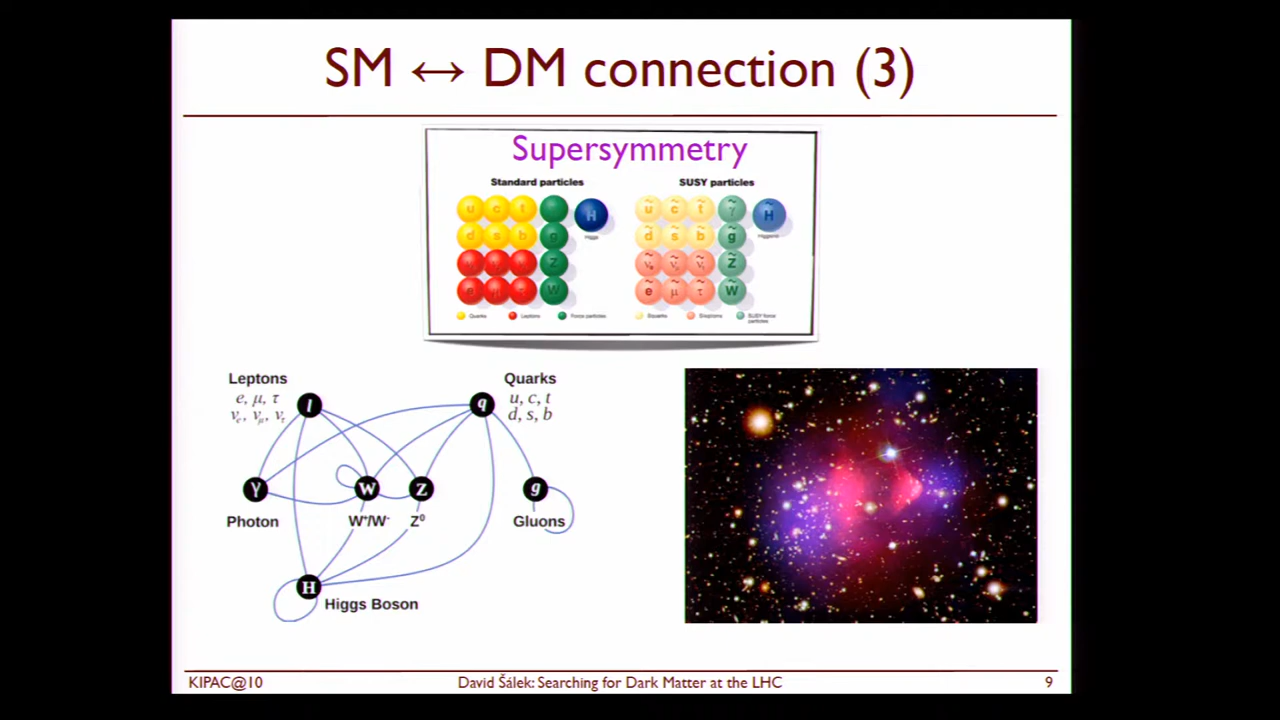 SM ↔ DM connection (3)
Supersymmetry
Standard particles
SUSY particles
u c t
H
d s b g
Higgs
Z
e μ τ W
Quarks Leptons Force particles
ũ c̃ t̃ γ̃
H̃
d̃ s̃ b̃ g̃
Higgsino
ν̃e ν̃μ ν̃τ Z̃
ẽ μ̃ τ̃ W̃
Squarks Sleptons SUSY force particles
Leptons
e, μ, τ
νe, νμ, ντ
l
Quarks
u, c, t
d, s, b
q
γ
W
Z
g
Photon
W⁺/W⁻
Z⁰
Gluons
H
Higgs Boson
KIPAC@10
David Šálek: Searching for Dark Matter at the LHC
9